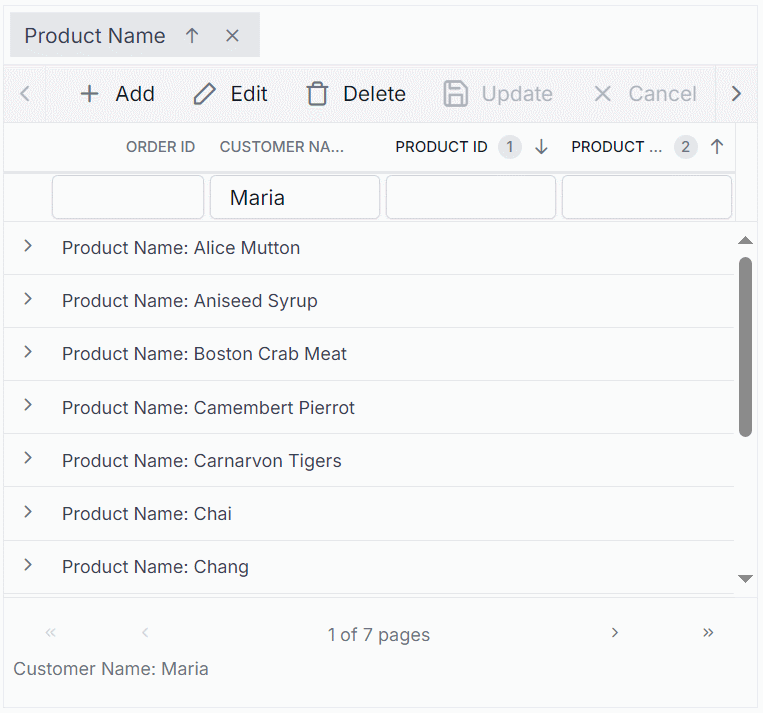 Product Name
Add Edit Delete Update Cancel
ORDER ID CUSTOMER NA... PRODUCT ID 1 PRODUCT ... 2
Maria
Product Name: Alice Mutton
Product Name: Aniseed Syrup
Product Name: Boston Crab Meat
Product Name: Camembert Pierrot
Product Name: Carnarvon Tigers
Product Name: Chai
Product Name: Chang
1 of 7 pages
Customer Name: Maria